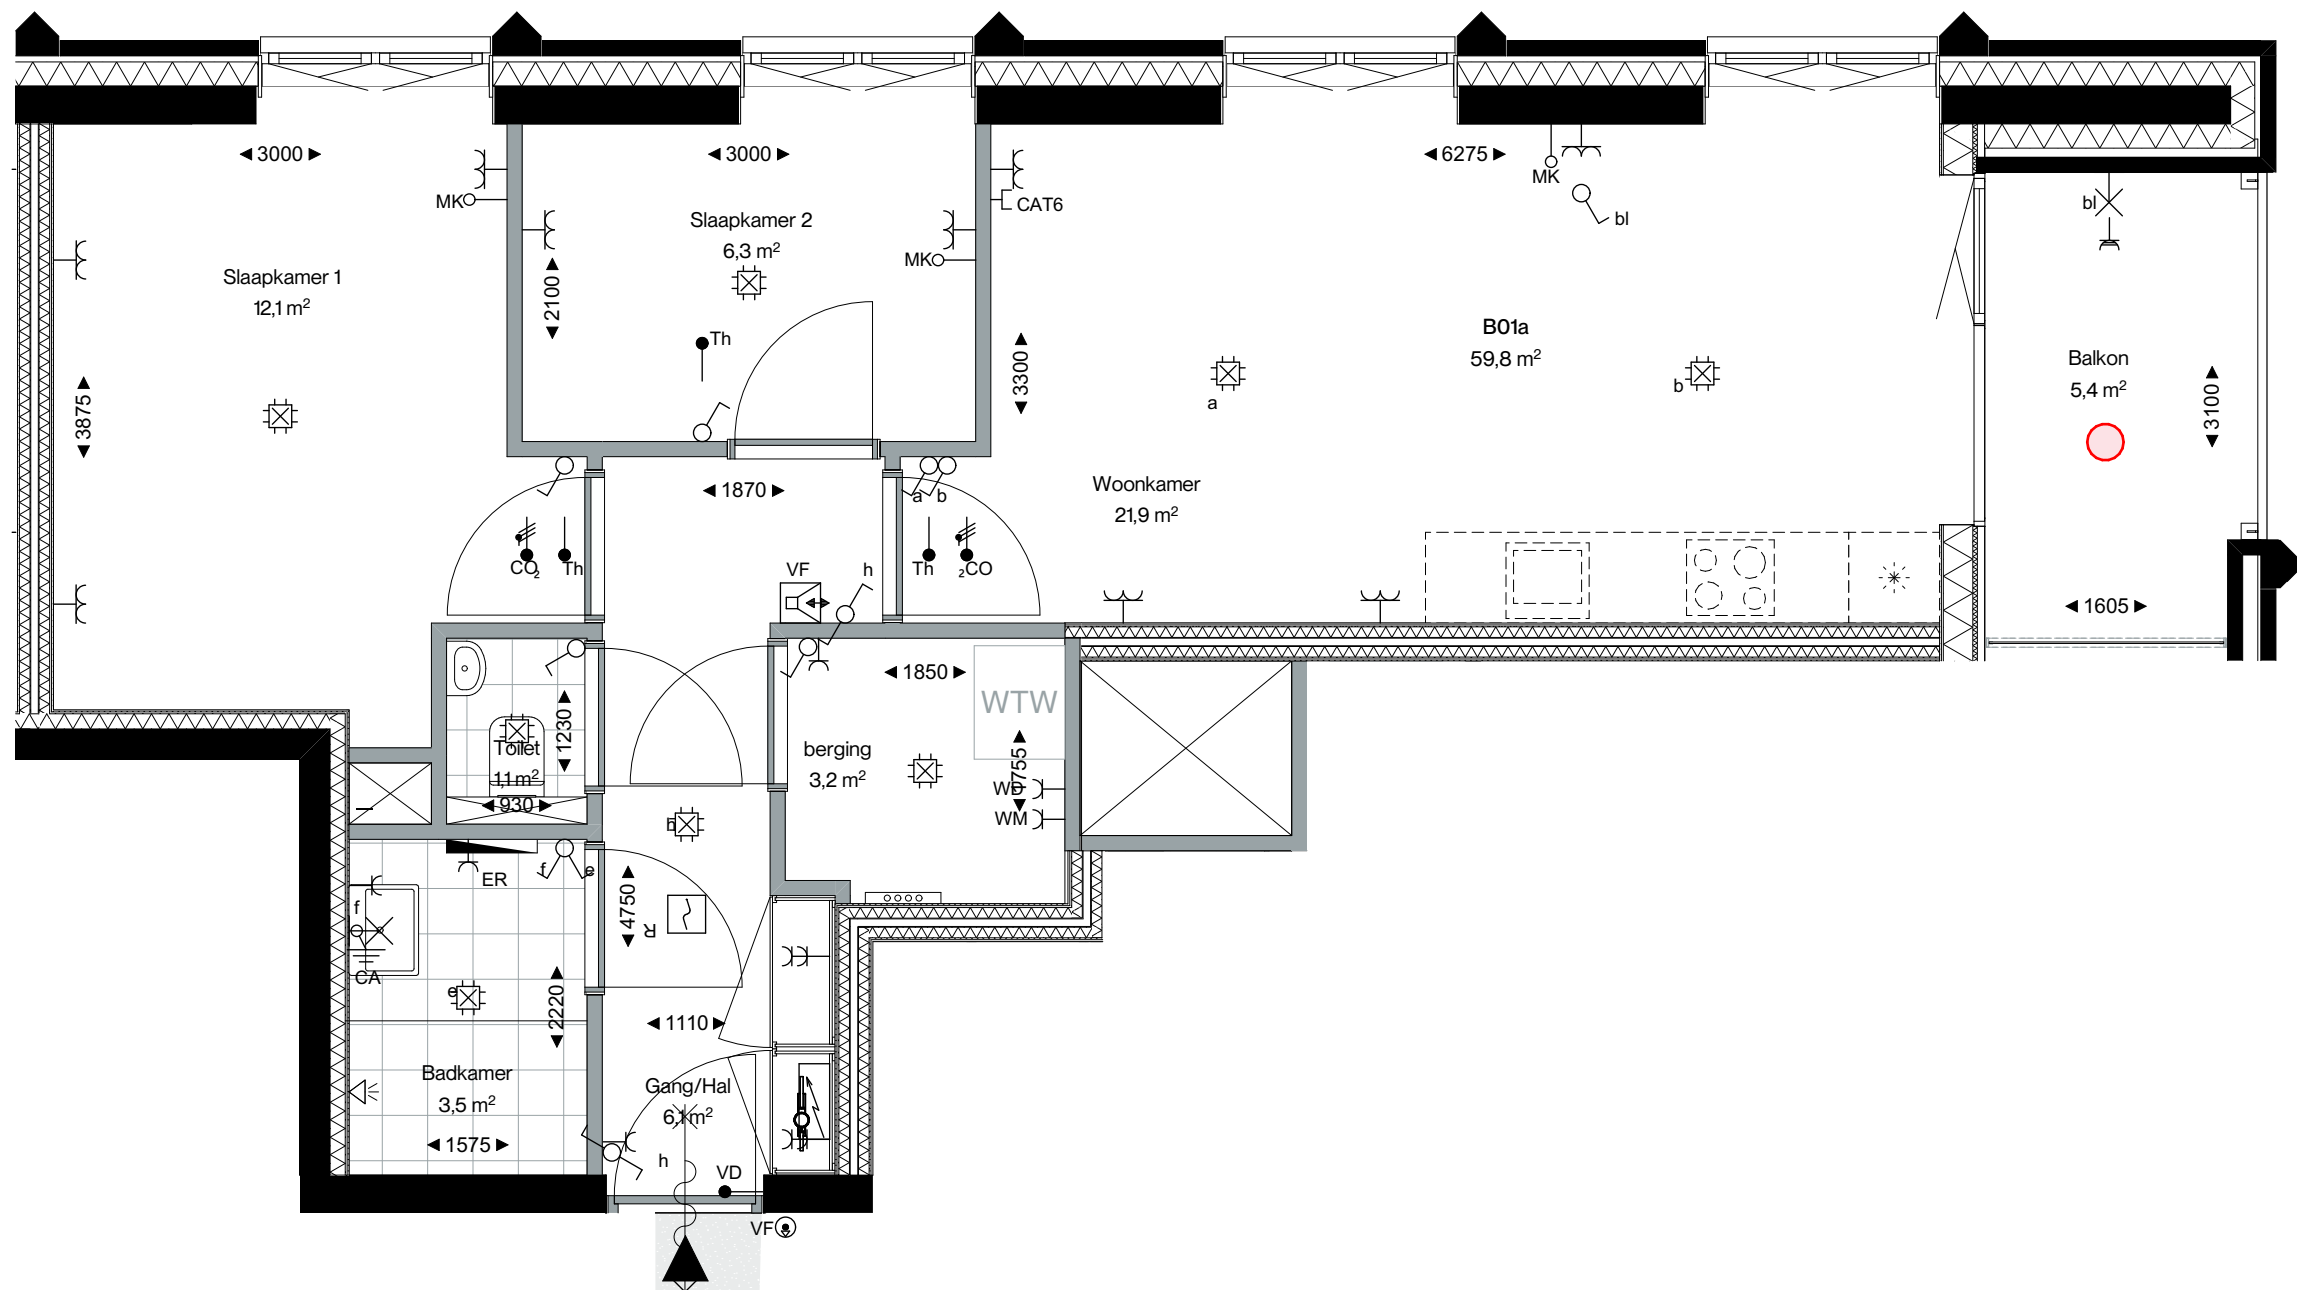 3000
3000
6275
MK
MK
CAT6
bl
bl
Slaapkamer 2
6,3 m²
MK
Slaapkamer 1
12,1 m²
2100
Th
3300
B01a
59,8 m²
Balkon
5,4 m²
3875
a
b
3100
Woonkamer
21,9 m²
1870
a
b
CO₂
Th
VF
h
Th
₂CO
1605
1850
WTW
1230
Toilet
1,1 m²
930
berging
3,2 m²
0755
WD
WM
h
ER
f
e
f
4750
R
CA
e
2220
1110
Badkamer
3,5 m²
Gang/Hal
6,1 m²
1575
h
VD
VF